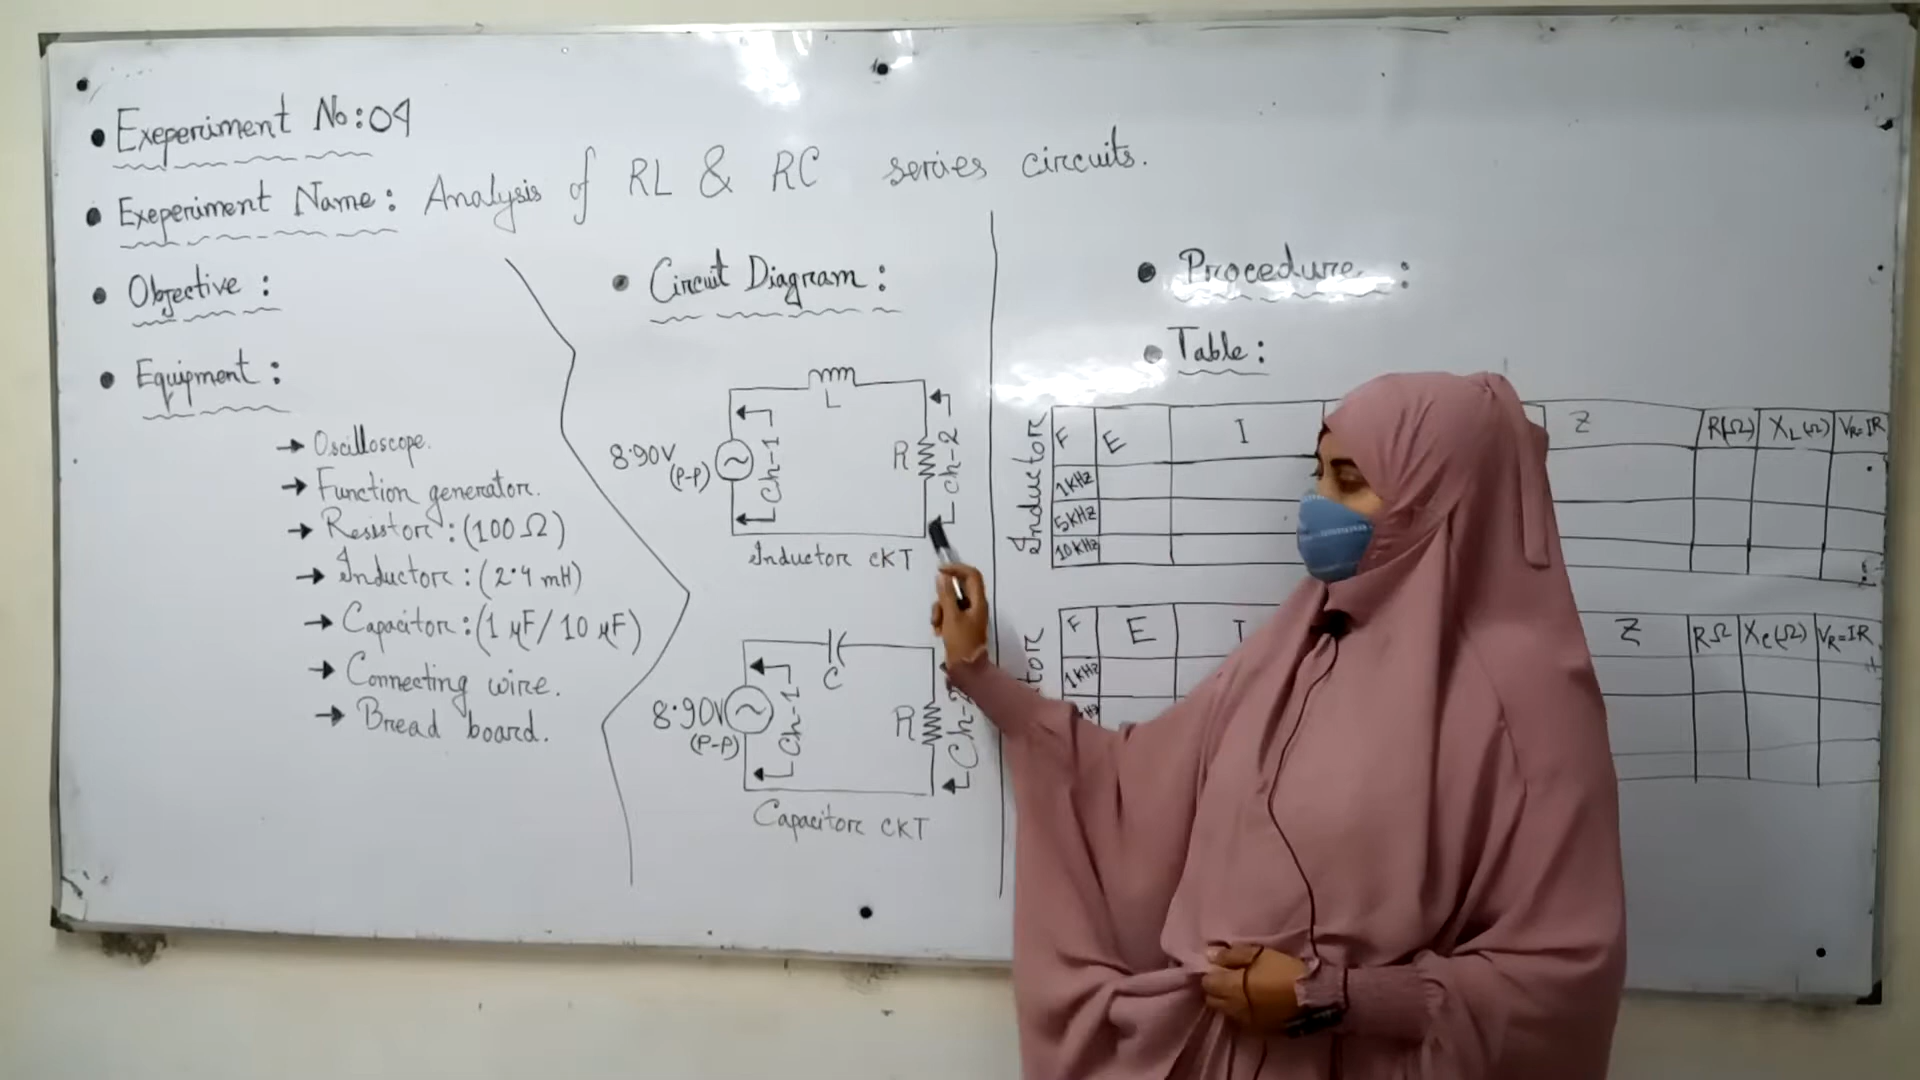 • Exeperiment No:04
• Exeperiment Name: Analysis of RL & RC series circuits.
• Objective :
• Equipment :
→ Oscilloscope.
→ Function generator.
→ Resistor : (100 Ω)
→ Inductor : (2.4 mH)
→ Capacitor : (1 μF/10 μF)
→ Connecting wire.
→ Bread board.
• Circuit Diagram :
L
8.90V
(P-P)
Ch-1
R
Ch-2
Inductor CKT
C
8.90V
(P-P)
Ch-1
R
Ch-2
Capacitor CKT
• Procedure :
• Table :
Inductor
F E I Z R(Ω) XL(Ω) VR=IR
1kHz
5kHz
10kHz
F E I Z RΩ Xc(Ω) VR=IR
1kHz